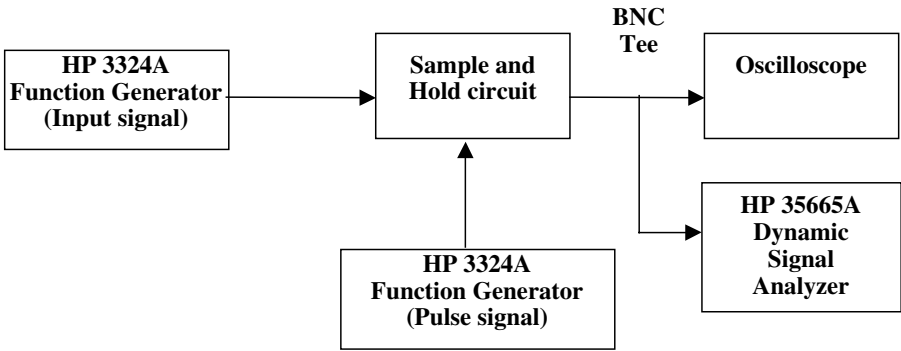 HP 3324A
Function Generator
(Input signal)
Sample and
Hold circuit
BNC
Tee
Oscilloscope
HP 35665A
Dynamic
Signal
Analyzer
HP 3324A
Function Generator
(Pulse signal)